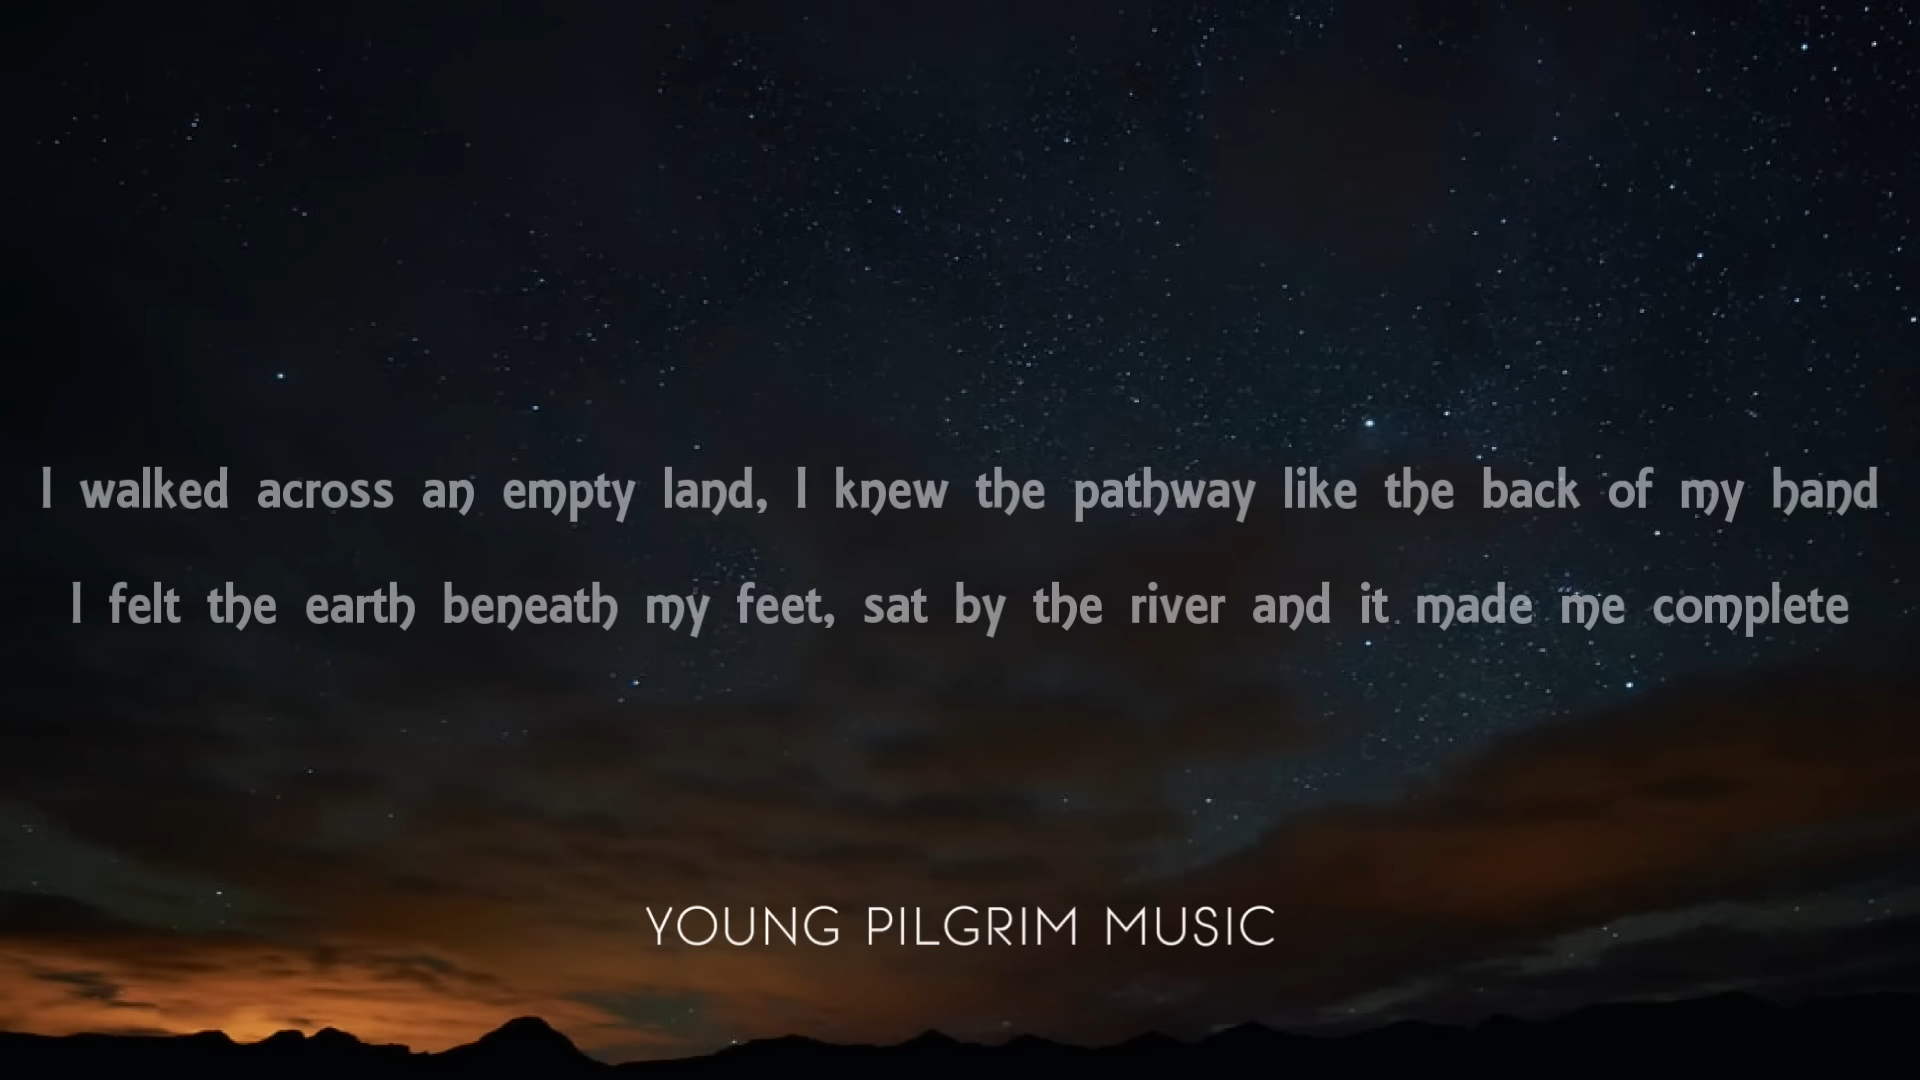 I walked across an empty land, I knew the pathway like the back of my hand
I felt the earth beneath my feet, sat by the river and it made me complete
YOUNG PILGRIM MUSIC